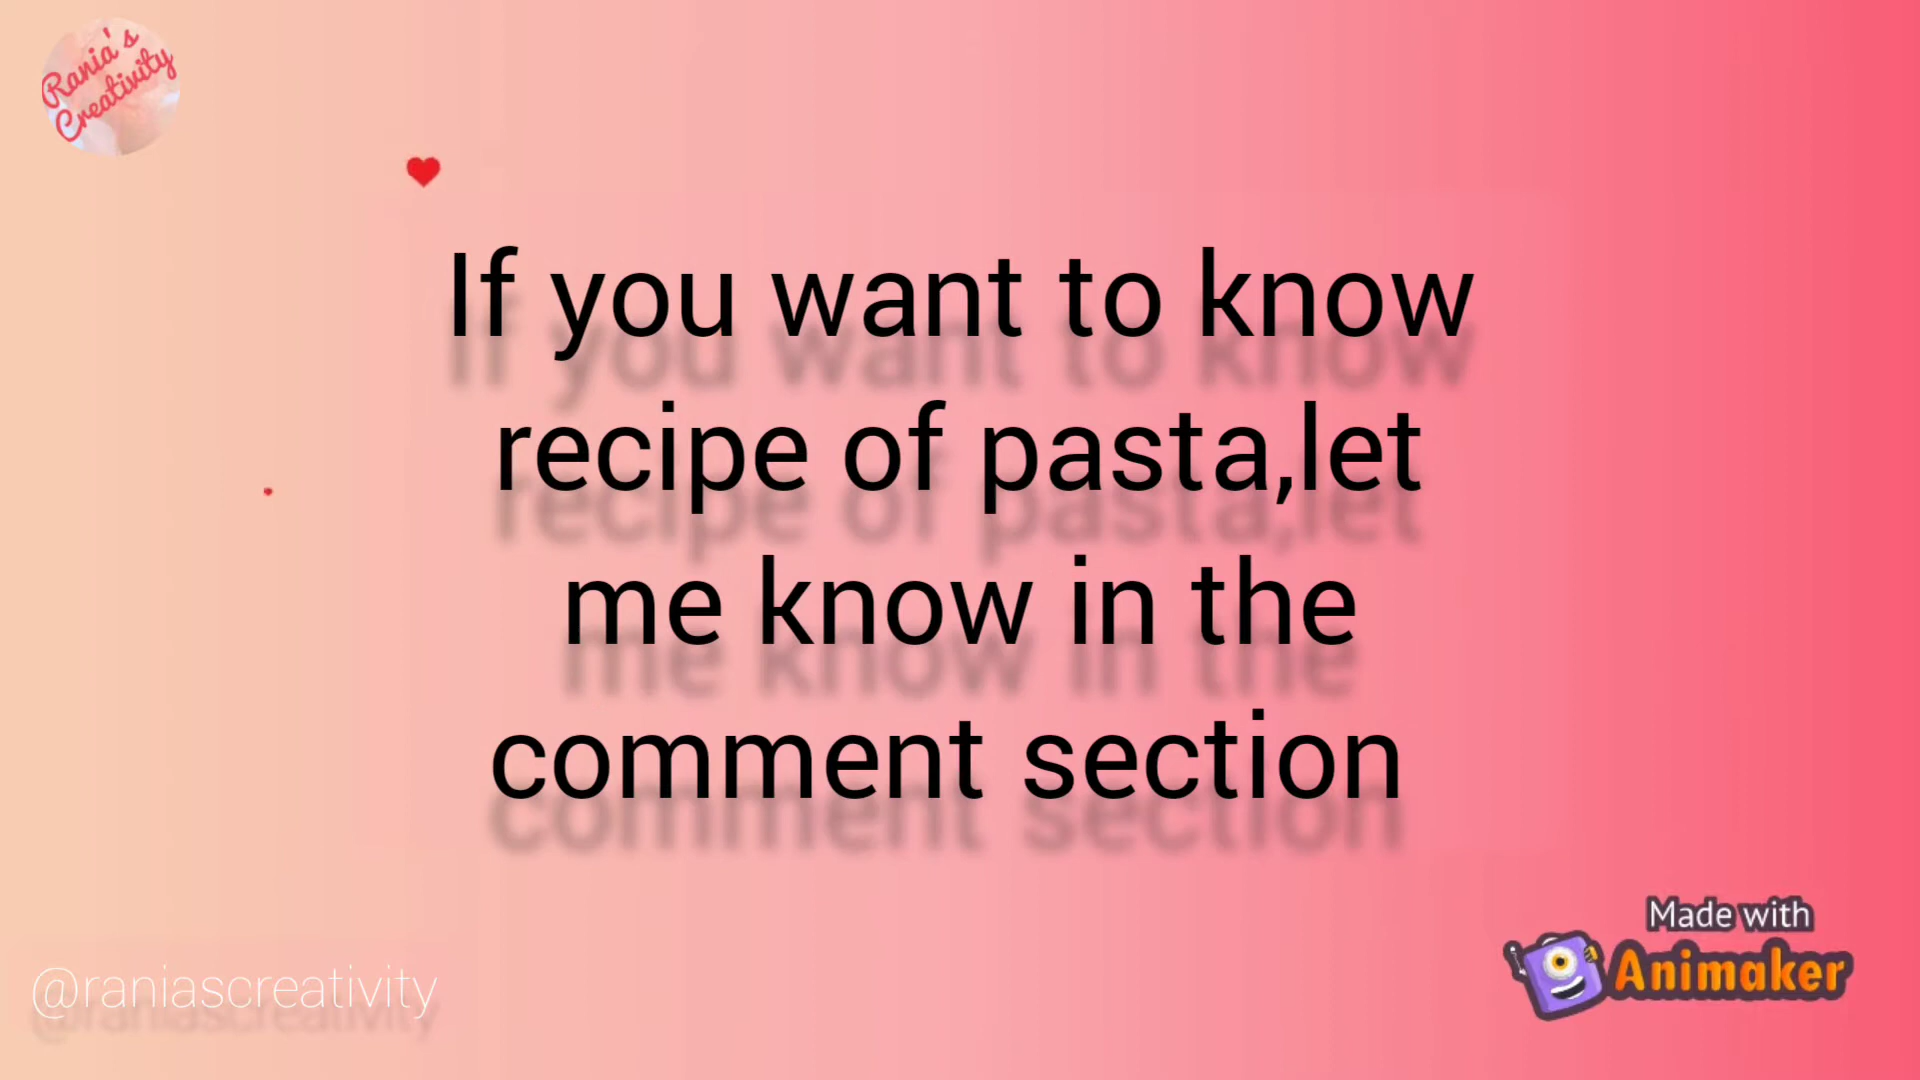 Rania's
Creativity
If you want to know
recipe of pasta,let
me know in the
comment section
@raniascreativity
Made with
Animaker